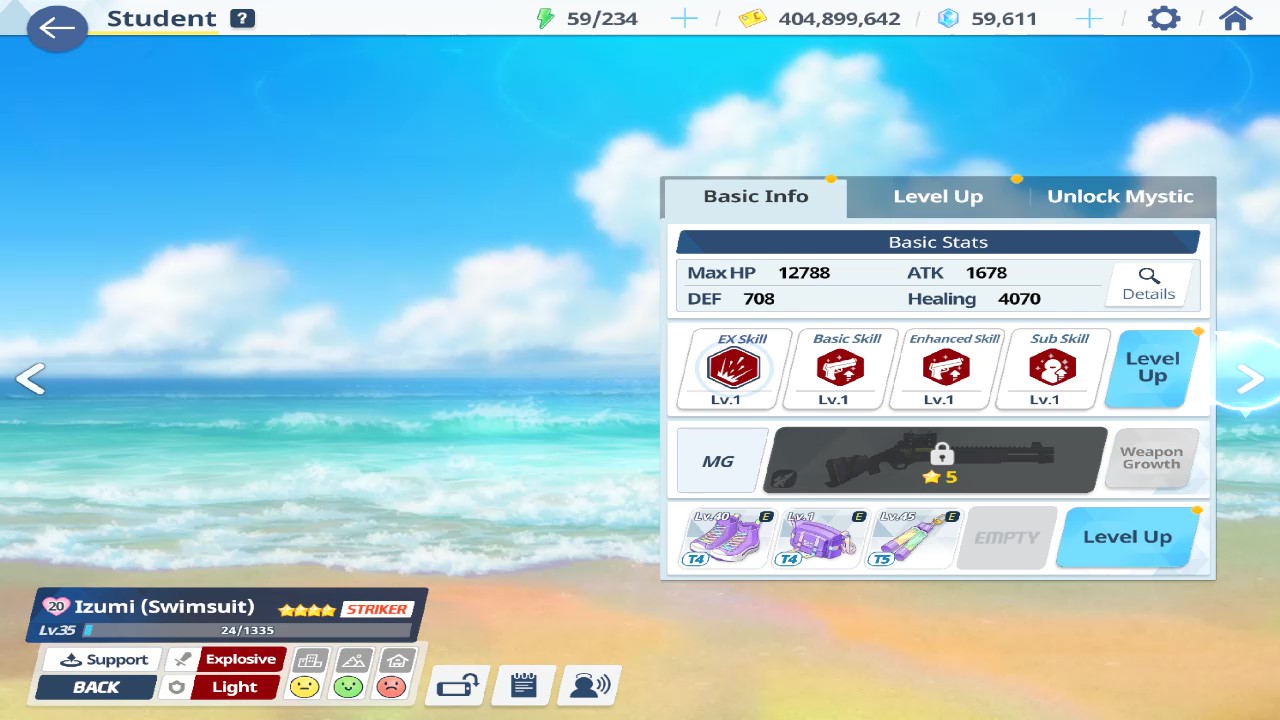 Student ?
59/234
404,899,642
59,611
Basic Info
Level Up
Unlock Mystic
Basic Stats
Max HP 12788
ATK 1678
DEF 708
Healing 4070
Details
EX Skill
Lv.1
Basic Skill
Lv.1
Enhanced Skill
Lv.1
Sub Skill
Lv.1
Level
Up
MG
5
Weapon
Growth
Lv.40 E
T4
Lv.1 E
T4
Lv.45 E
T5
EMPTY
Level Up
20 Izumi (Swimsuit)
STRIKER
Lv.35
24/1335
Support
Explosive
BACK
Light